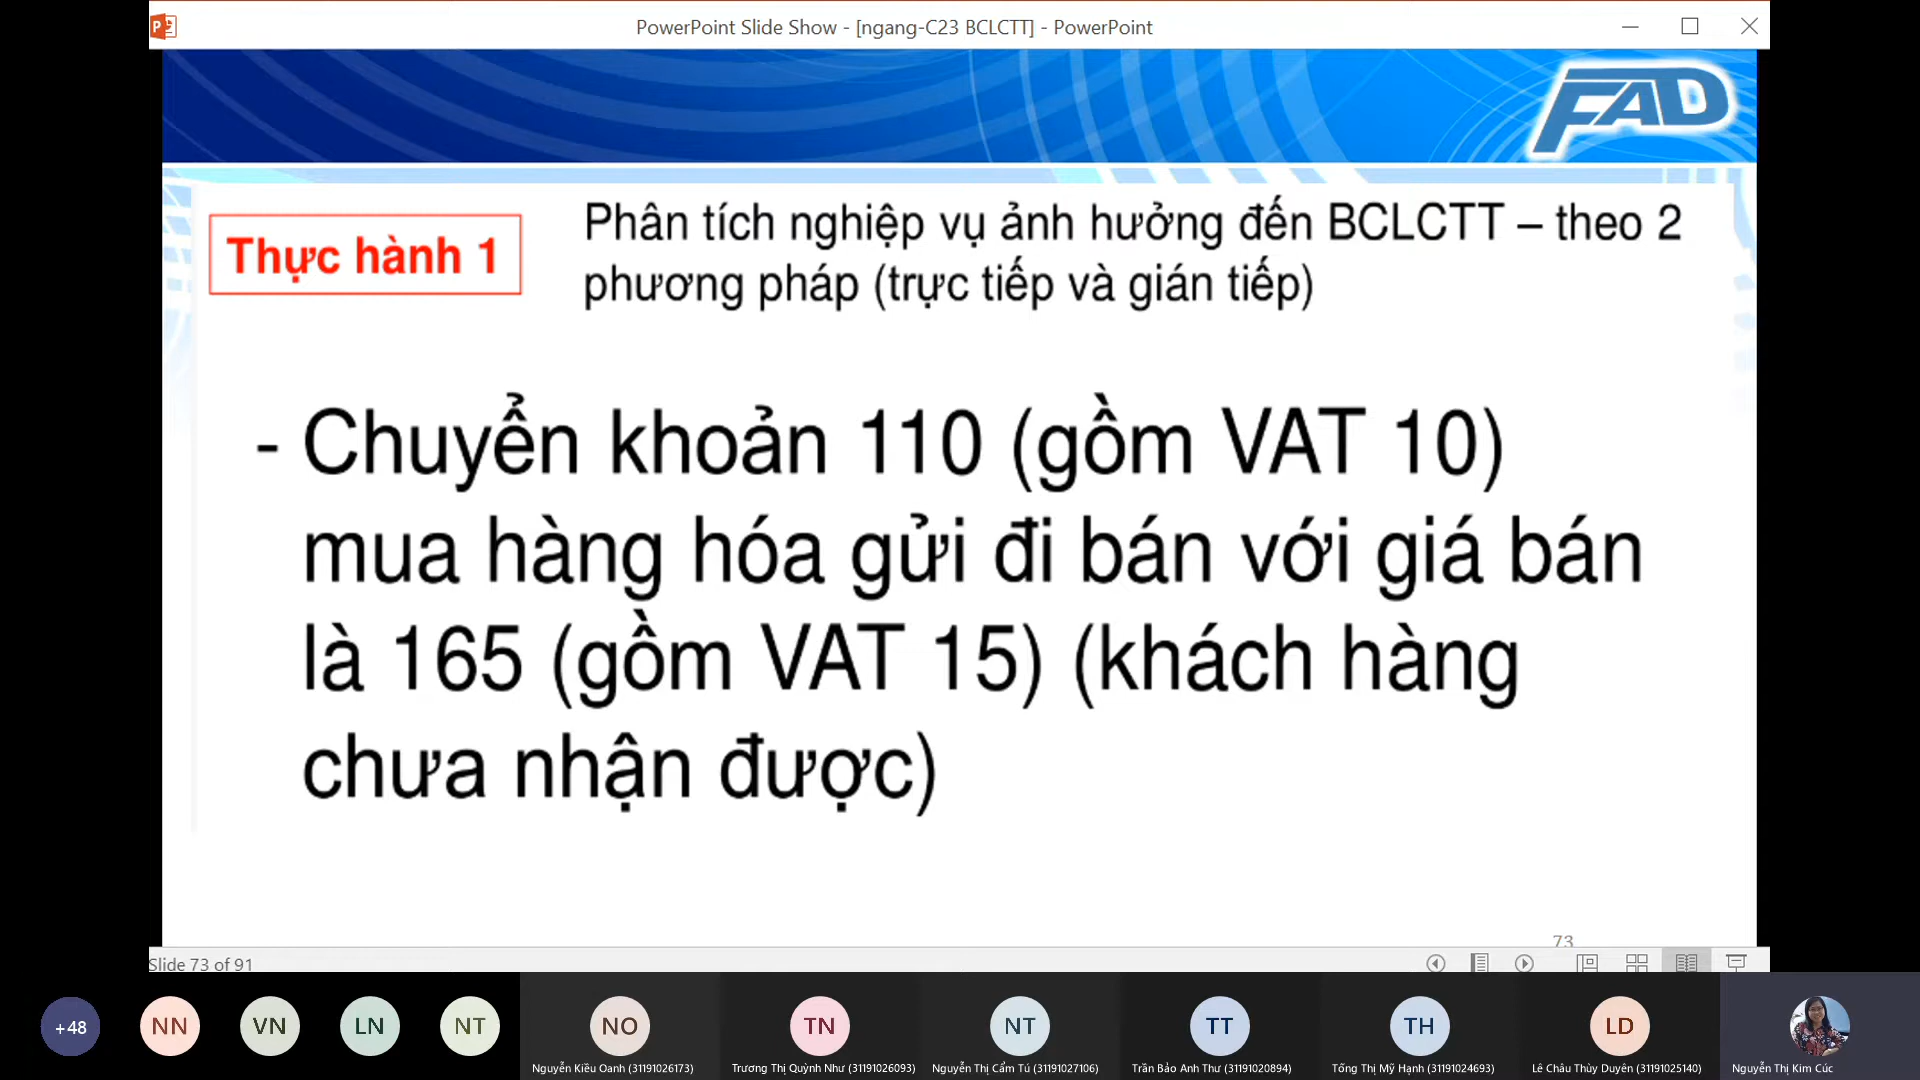 PowerPoint Slide Show - [ngang-C23 BCLCTT] - PowerPoint
FAD
Thực hành 1
Phân tích nghiệp vụ ảnh hưởng đến BCLCTT – theo 2
phương pháp (trực tiếp và gián tiếp)
- Chuyển khoản 110 (gồm VAT 10)
mua hàng hóa gửi đi bán với giá bán
là 165 (gồm VAT 15) (khách hàng
chưa nhận được)
73
Slide 73 of 91
+48
NN
VN
LN
NT
NO
TN
NT
TT
TH
LD
Nguyễn Kiều Oanh (31191026173)
Trương Thị Quỳnh Như (31191026093)
Nguyễn Thị Cẩm Tú (31191027106)
Trần Bảo Anh Thư (31191020894)
Tống Thị Mỹ Hạnh (31191024693)
Lê Châu Thùy Duyên (31191025140)
Nguyễn Thị Kim Cúc